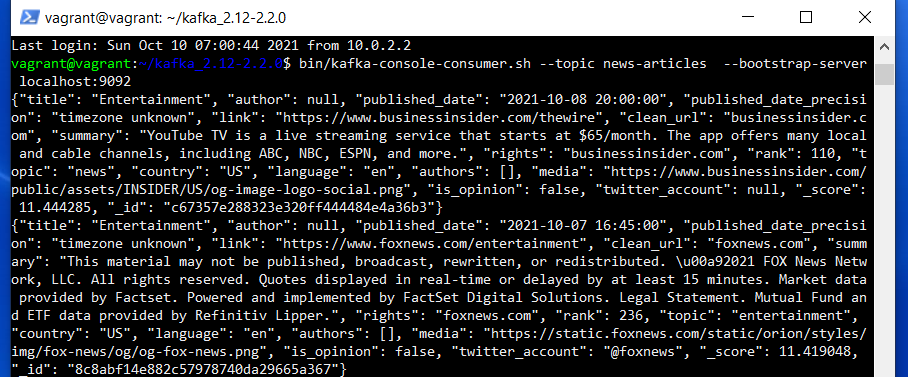 vagrant@vagrant: ~/kafka_2.12-2.2.0
Last login: Sun Oct 10 07:00:44 2021 from 10.0.2.2
vagrant@vagrant:~/kafka_2.12-2.2.0$ bin/kafka-console-consumer.sh --topic news-articles  --bootstrap-server
 localhost:9092
{"title": "Entertainment", "author": null, "published_date": "2021-10-08 20:00:00", "published_date_precisi
on": "timezone unknown", "link": "https://www.businessinsider.com/thewire", "clean_url": "businessinsider.c
om", "summary": "YouTube TV is a live streaming service that starts at $65/month. The app offers many local
 and cable channels, including ABC, NBC, ESPN, and more.", "rights": "businessinsider.com", "rank": 110, "t
opic": "news", "country": "US", "language": "en", "authors": [], "media": "https://www.businessinsider.com/
public/assets/INSIDER/US/og-image-logo-social.png", "is_opinion": false, "twitter_account": null, "_score":
 11.444285, "_id": "c67357e288323e320ff444484e4a36b3"}
{"title": "Entertainment", "author": null, "published_date": "2021-10-07 16:45:00", "published_date_precisi
on": "timezone unknown", "link": "https://www.foxnews.com/entertainment", "clean_url": "foxnews.com", "summ
ary": "This material may not be published, broadcast, rewritten, or redistributed. \u00a92021 FOX News Netw
ork, LLC. All rights reserved. Quotes displayed in real-time or delayed by at least 15 minutes. Market data
 provided by Factset. Powered and implemented by FactSet Digital Solutions. Legal Statement. Mutual Fund an
d ETF data provided by Refinitiv Lipper.", "rights": "foxnews.com", "rank": 236, "topic": "entertainment",
"country": "US", "language": "en", "authors": [], "media": "https://static.foxnews.com/static/orion/styles/
img/fox-news/og/og-fox-news.png", "is_opinion": false, "twitter_account": "@foxnews", "_score": 11.419048,
"_id": "8c8abf14e882c57978740da29665a367"}